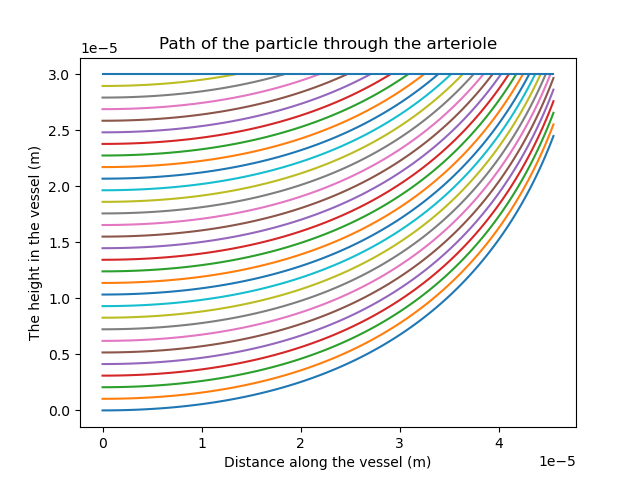 Path of the particle through the arteriole
1e−5
3.0
2.5
2.0
1.5
1.0
0.5
0.0
The height in the vessel (m)
0 1 2 3 4
1e−5
Distance along the vessel (m)